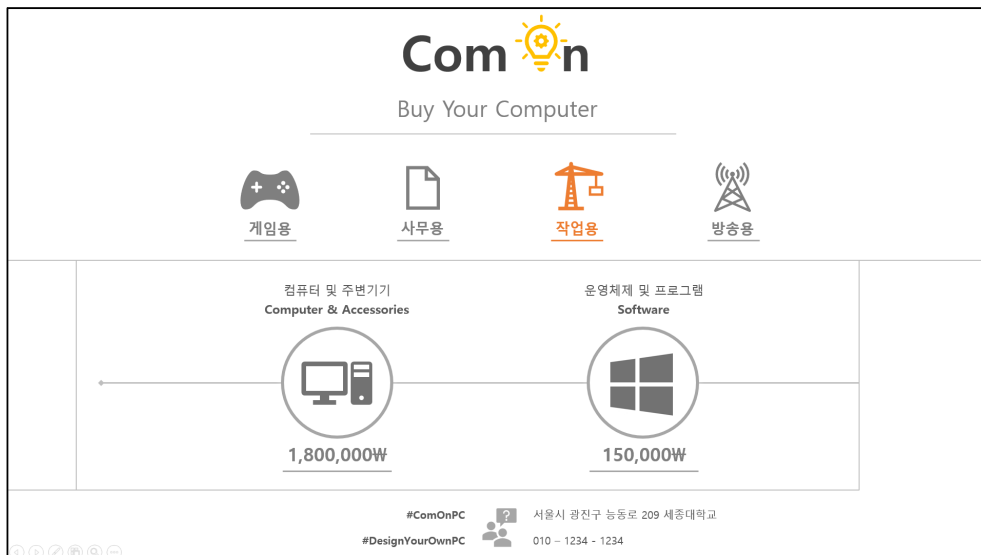 Com On
Buy Your Computer
게임용
사무용
작업용
방송용
컴퓨터 및 주변기기
Computer & Accessories
1,800,000₩
운영체제 및 프로그램
Software
150,000₩
#ComOnPC
#DesignYourOwnPC
서울시 광진구 능동로 209 세종대학교
010 – 1234 - 1234